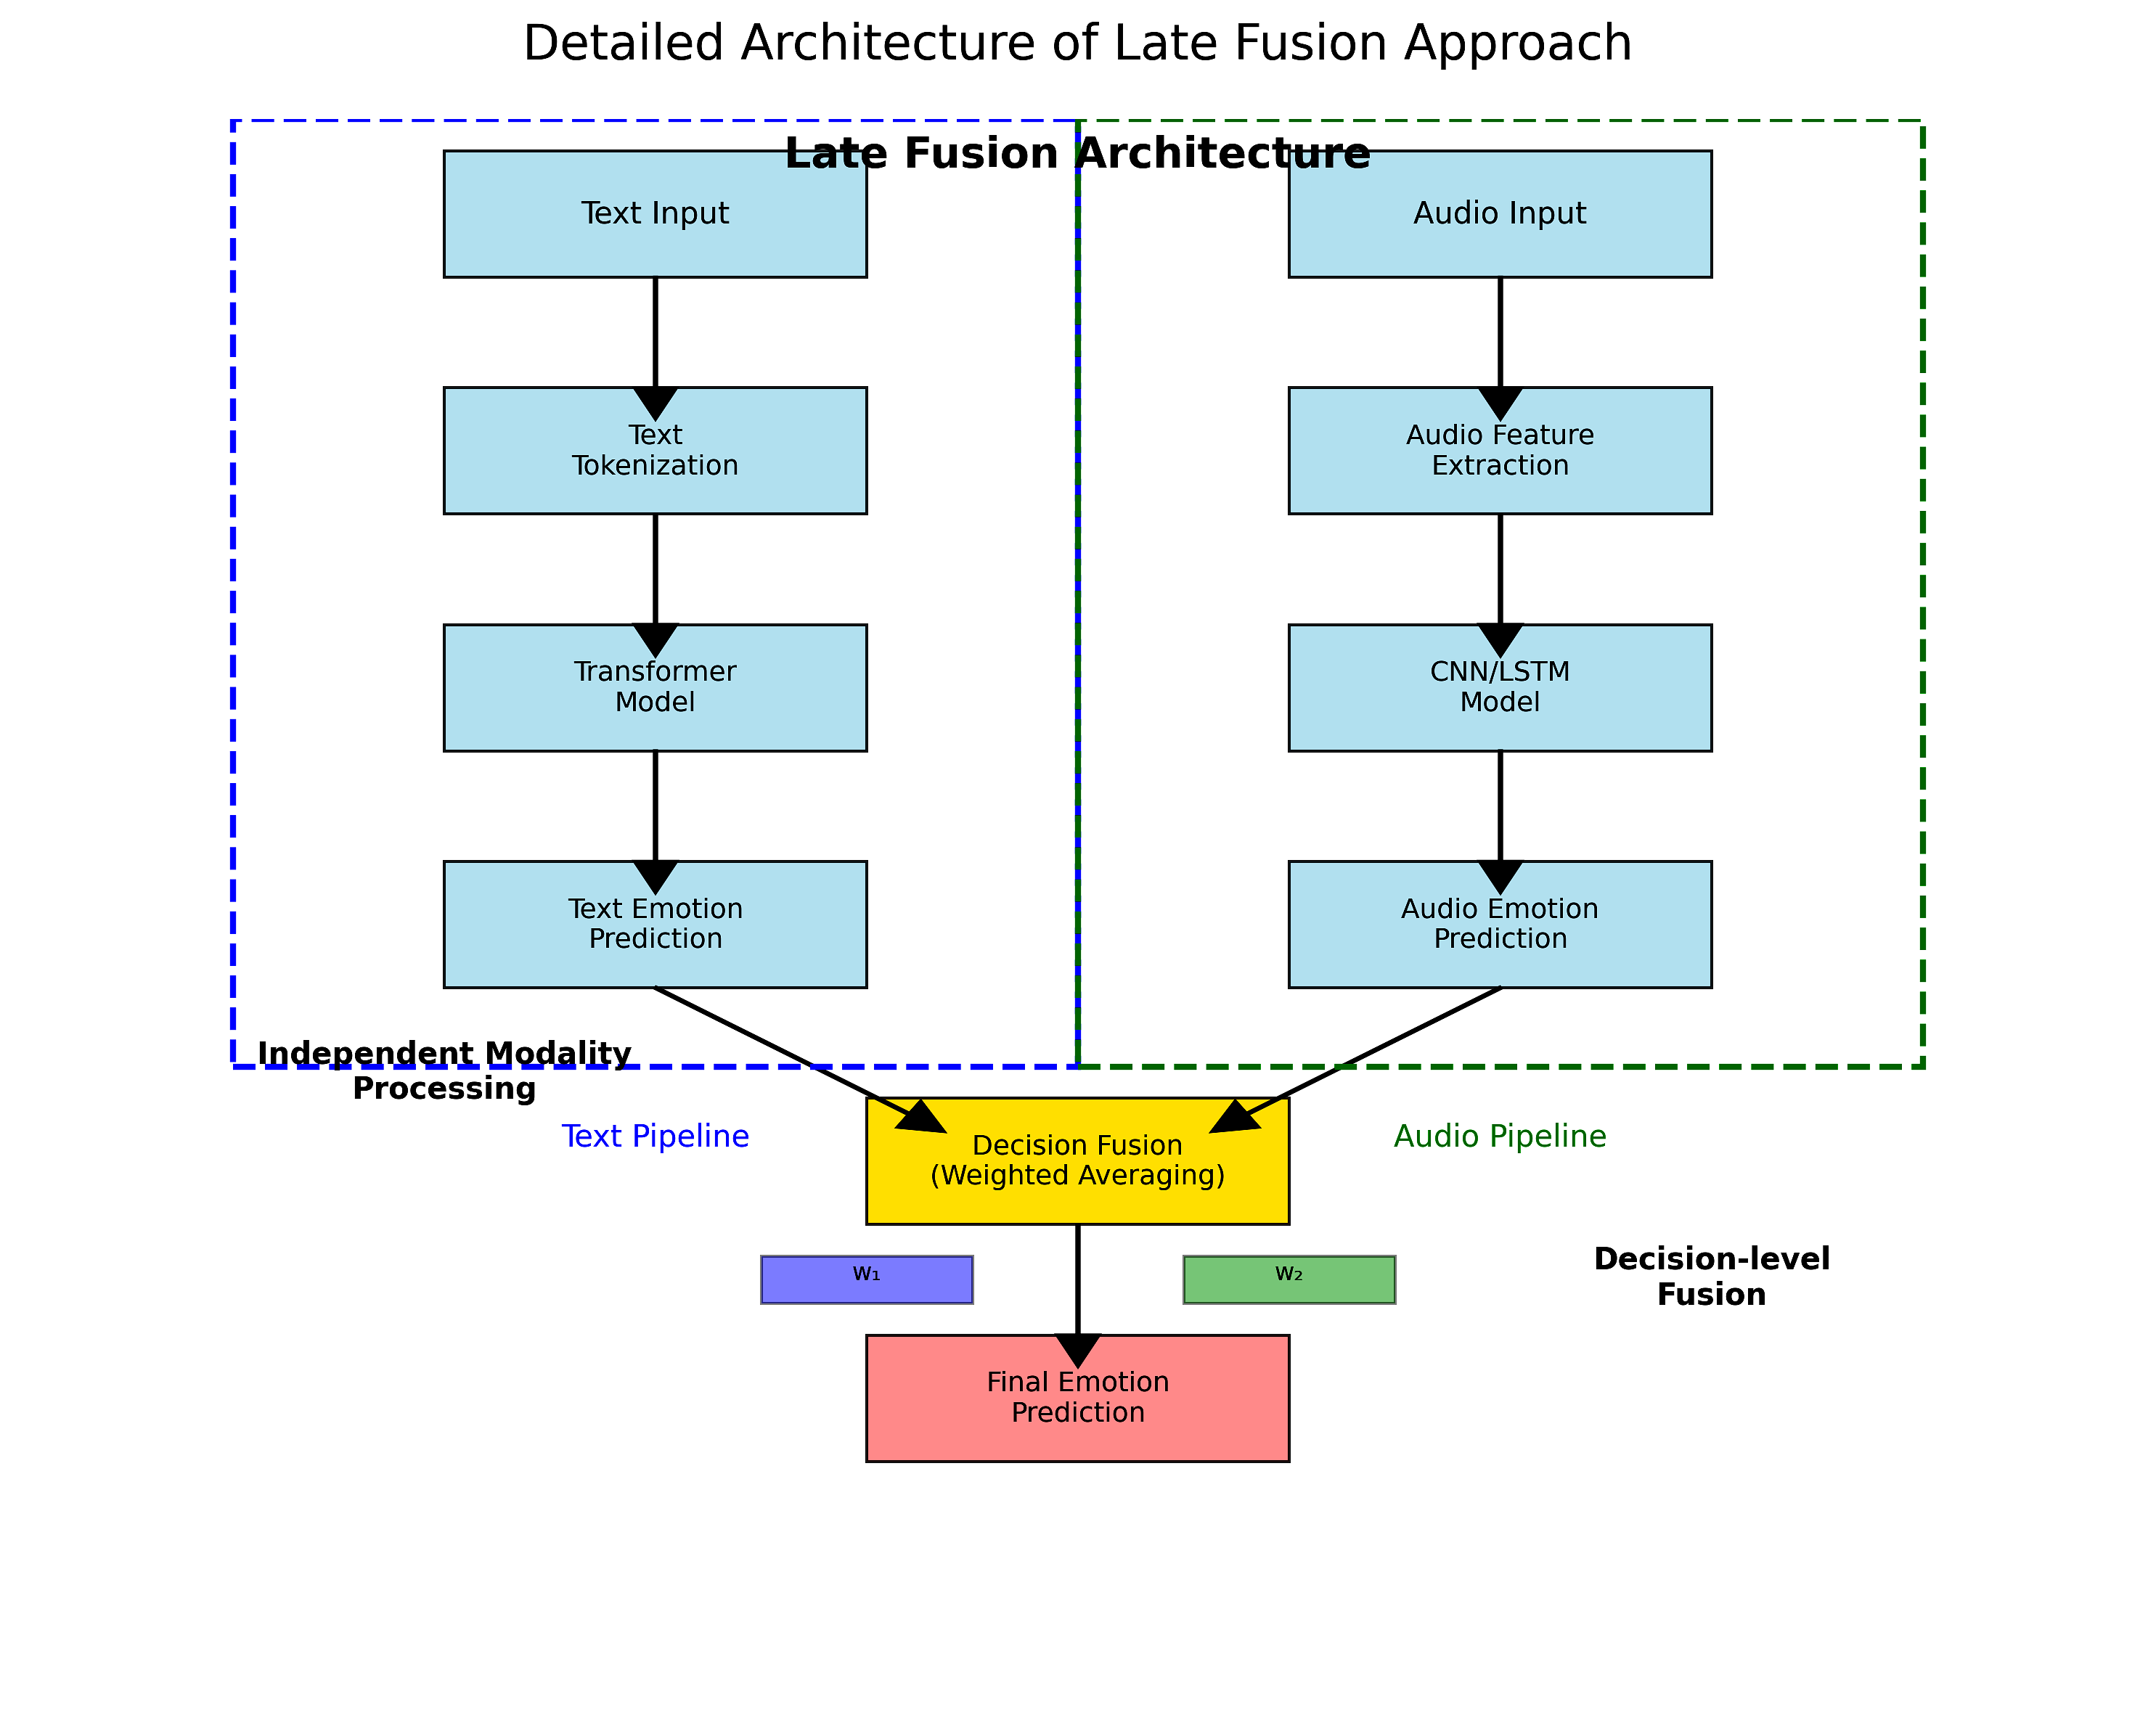 Detailed Architecture of Late Fusion Approach
Late Fusion Architecture
Text Input
Audio Input
Text
Tokenization
Audio Feature
Extraction
Transformer
Model
CNN/LSTM
Model
Text Emotion
Prediction
Audio Emotion
Prediction
Independent Modality
Processing
Text Pipeline
Audio Pipeline
Decision Fusion
(Weighted Averaging)
w₁
w₂
Decision-level
Fusion
Final Emotion
Prediction